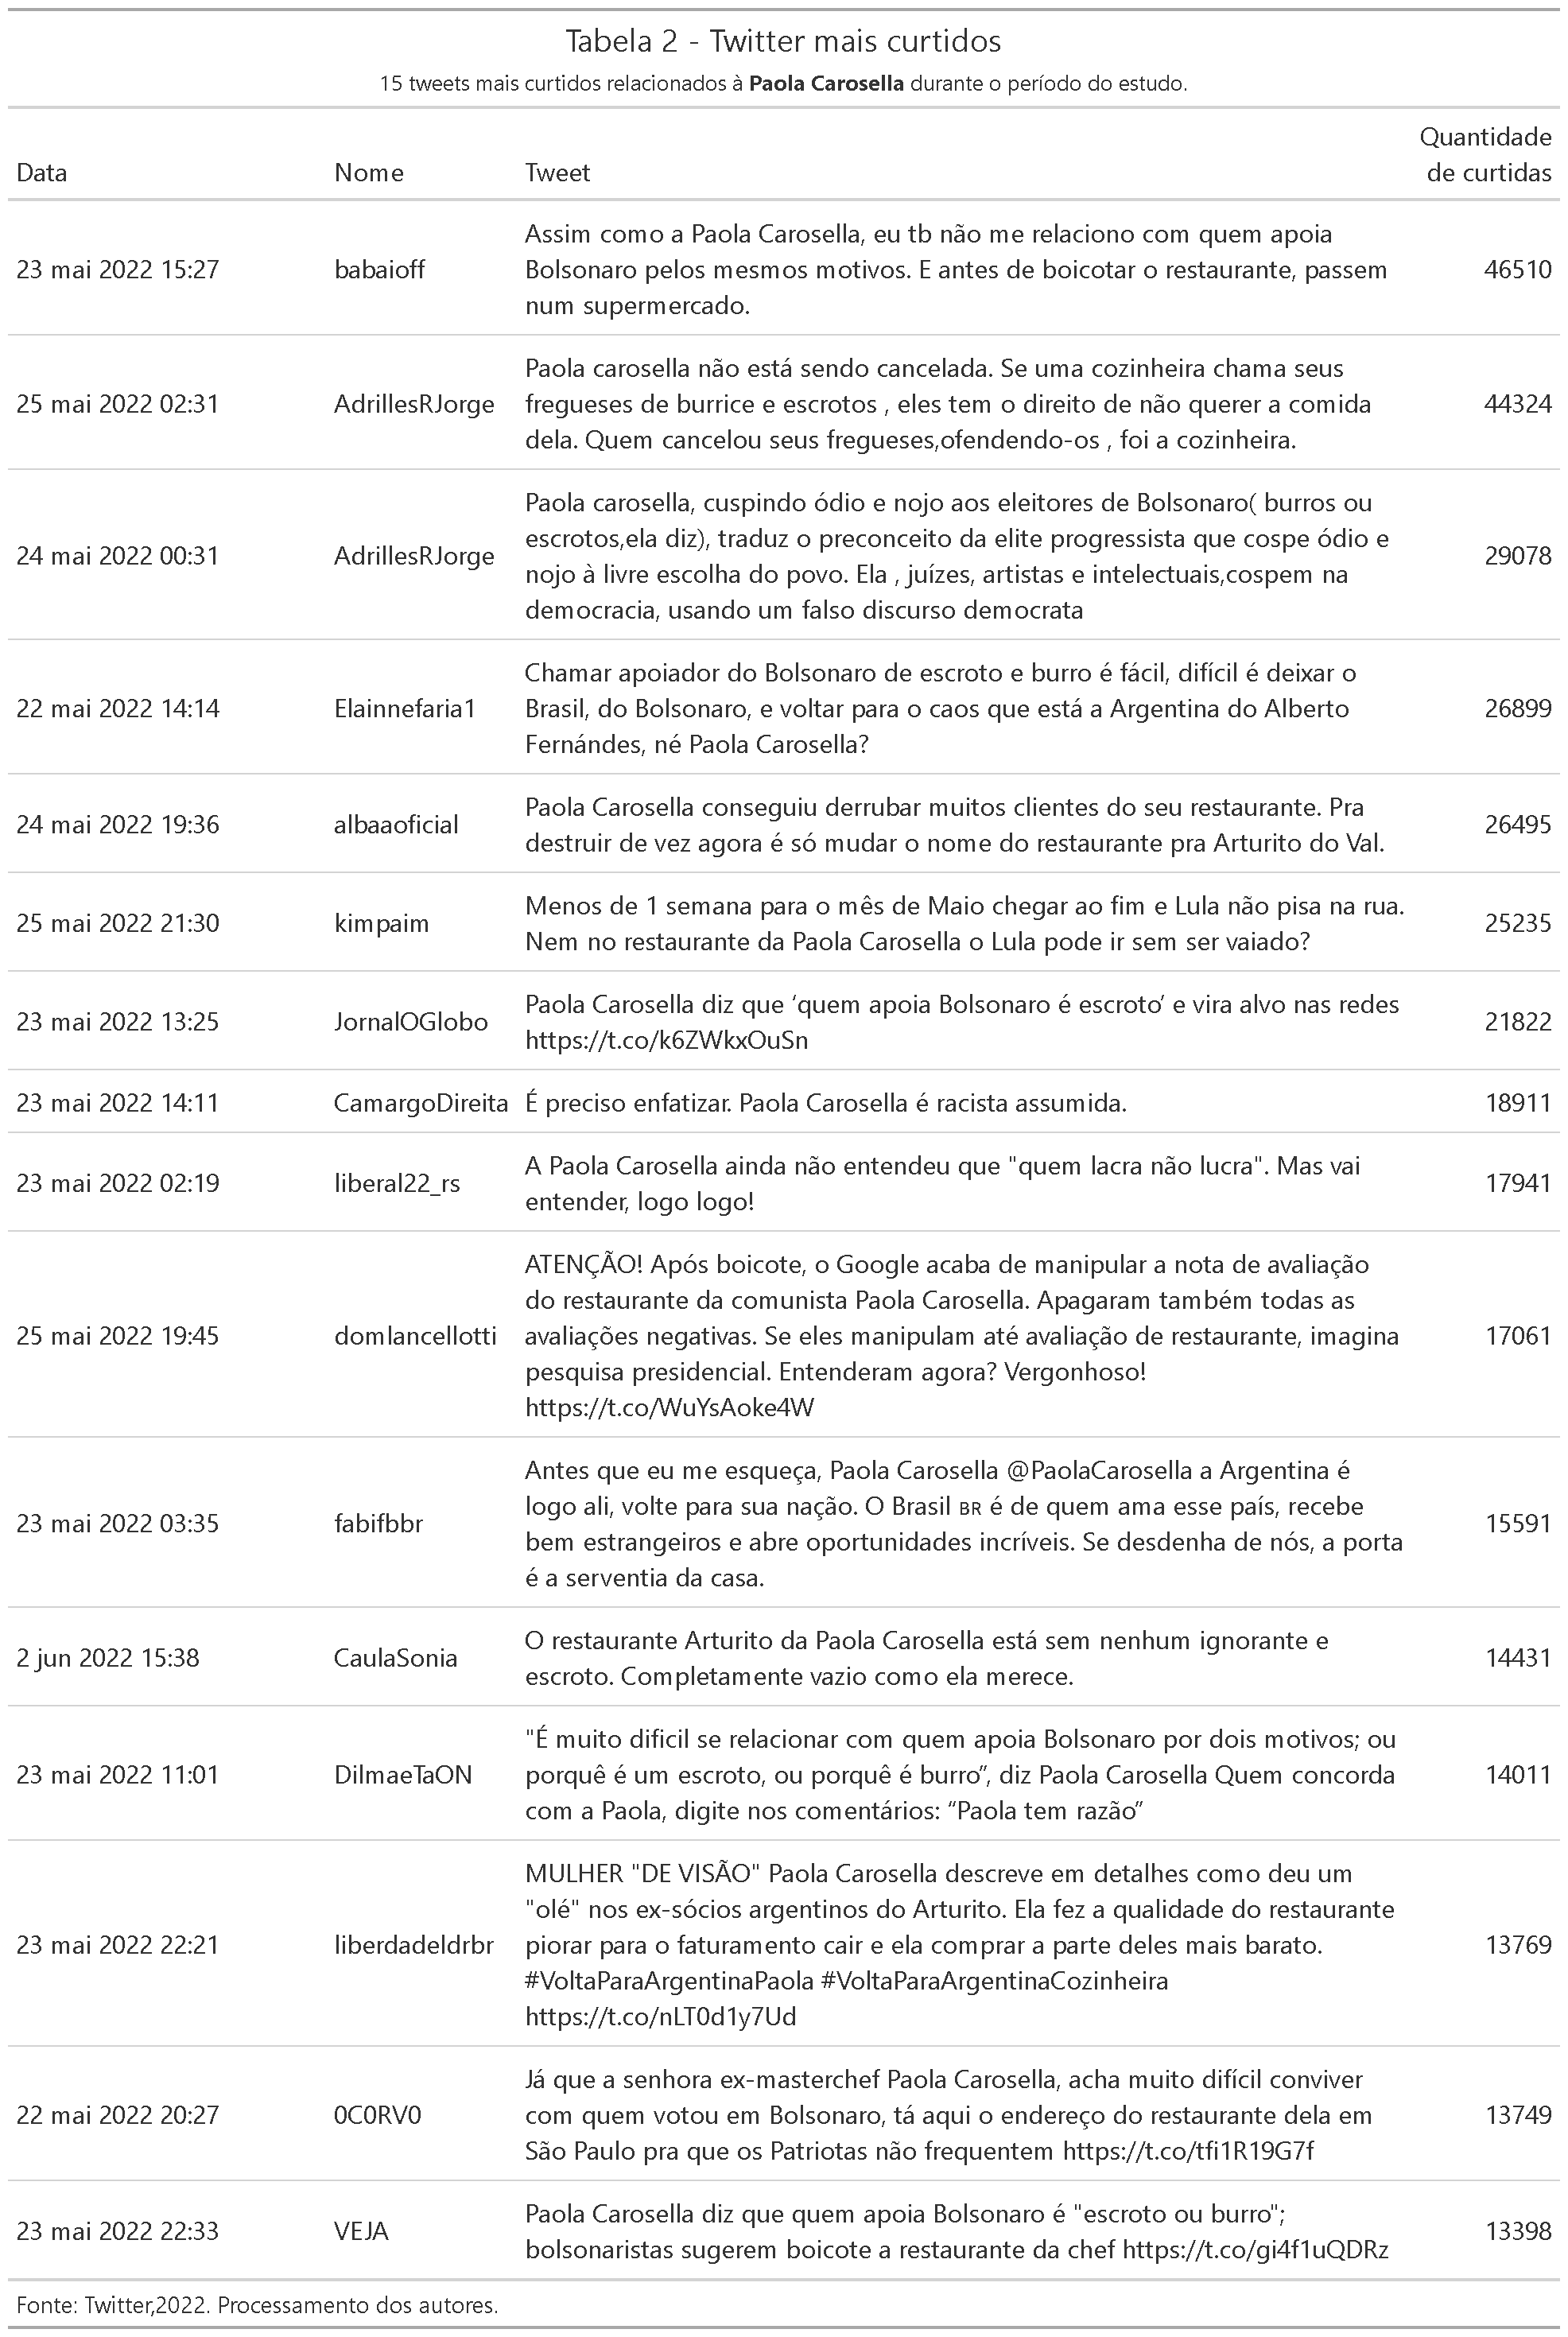 Tabela 2 - Twitter mais curtidos
15 tweets mais curtidos relacionados à Paola Carosella durante o período do estudo.
Data Nome Tweet Quantidade de curtidas
23 mai 2022 15:27 babaioff 46510
Assim como a Paola Carosella, eu tb não me relaciono com quem apoia
Bolsonaro pelos mesmos motivos. E antes de boicotar o restaurante, passem
num supermercado.
25 mai 2022 02:31 AdrillesRJorge 44324
Paola carosella não está sendo cancelada. Se uma cozinheira chama seus
fregueses de burrice e escrotos , eles tem o direito de não querer a comida
dela. Quem cancelou seus fregueses,ofendendo-os , foi a cozinheira.
24 mai 2022 00:31 AdrillesRJorge 29078
Paola carosella, cuspindo ódio e nojo aos eleitores de Bolsonaro( burros ou
escrotos,ela diz), traduz o preconceito da elite progressista que cospe ódio e
nojo à livre escolha do povo. Ela , juízes, artistas e intelectuais,cospem na
democracia, usando um falso discurso democrata
22 mai 2022 14:14 Elainnefaria1 26899
Chamar apoiador do Bolsonaro de escroto e burro é fácil, difícil é deixar o
Brasil, do Bolsonaro, e voltar para o caos que está a Argentina do Alberto
Fernándes, né Paola Carosella?
24 mai 2022 19:36 albaaoficial 26495
Paola Carosella conseguiu derrubar muitos clientes do seu restaurante. Pra
destruir de vez agora é só mudar o nome do restaurante pra Arturito do Val.
25 mai 2022 21:30 kimpaim 25235
Menos de 1 semana para o mês de Maio chegar ao fim e Lula não pisa na rua.
Nem no restaurante da Paola Carosella o Lula pode ir sem ser vaiado?
23 mai 2022 13:25 JornalOGlobo 21822
Paola Carosella diz que ‘quem apoia Bolsonaro é escroto’ e vira alvo nas redes
https://t.co/k6ZWkxOuSn
23 mai 2022 14:11 CamargoDireita É preciso enfatizar. Paola Carosella é racista assumida. 18911
23 mai 2022 02:19 liberal22_rs 17941
A Paola Carosella ainda não entendeu que "quem lacra não lucra". Mas vai
entender, logo logo!
25 mai 2022 19:45 domlancellotti 17061
ATENÇÃO! Após boicote, o Google acaba de manipular a nota de avaliação
do restaurante da comunista Paola Carosella. Apagaram também todas as
avaliações negativas. Se eles manipulam até avaliação de restaurante, imagina
pesquisa presidencial. Entenderam agora? Vergonhoso!
https://t.co/WuYsAoke4W
23 mai 2022 03:35 fabifbbr 15591
Antes que eu me esqueça, Paola Carosella @PaolaCarosella a Argentina é
logo ali, volte para sua nação. O Brasil BR é de quem ama esse país, recebe
bem estrangeiros e abre oportunidades incríveis. Se desdenha de nós, a porta
é a serventia da casa.
2 jun 2022 15:38 CaulaSonia 14431
O restaurante Arturito da Paola Carosella está sem nenhum ignorante e
escroto. Completamente vazio como ela merece.
23 mai 2022 11:01 DilmaeTaON 14011
"É muito dificil se relacionar com quem apoia Bolsonaro por dois motivos; ou
porquê é um escroto, ou porquê é burro”, diz Paola Carosella Quem concorda
com a Paola, digite nos comentários: “Paola tem razão”
23 mai 2022 22:21 liberdadeldrbr 13769
MULHER "DE VISÃO" Paola Carosella descreve em detalhes como deu um
"olé" nos ex-sócios argentinos do Arturito. Ela fez a qualidade do restaurante
piorar para o faturamento cair e ela comprar a parte deles mais barato.
#VoltaParaArgentinaPaola #VoltaParaArgentinaCozinheira
https://t.co/nLT0d1y7Ud
22 mai 2022 20:27 0C0RV0 13749
Já que a senhora ex-masterchef Paola Carosella, acha muito difícil conviver
com quem votou em Bolsonaro, tá aqui o endereço do restaurante dela em
São Paulo pra que os Patriotas não frequentem https://t.co/tfi1R19G7f
23 mai 2022 22:33 VEJA 13398
Paola Carosella diz que quem apoia Bolsonaro é "escroto ou burro";
bolsonaristas sugerem boicote a restaurante da chef https://t.co/gi4f1uQDRz
Fonte: Twitter,2022. Processamento dos autores.